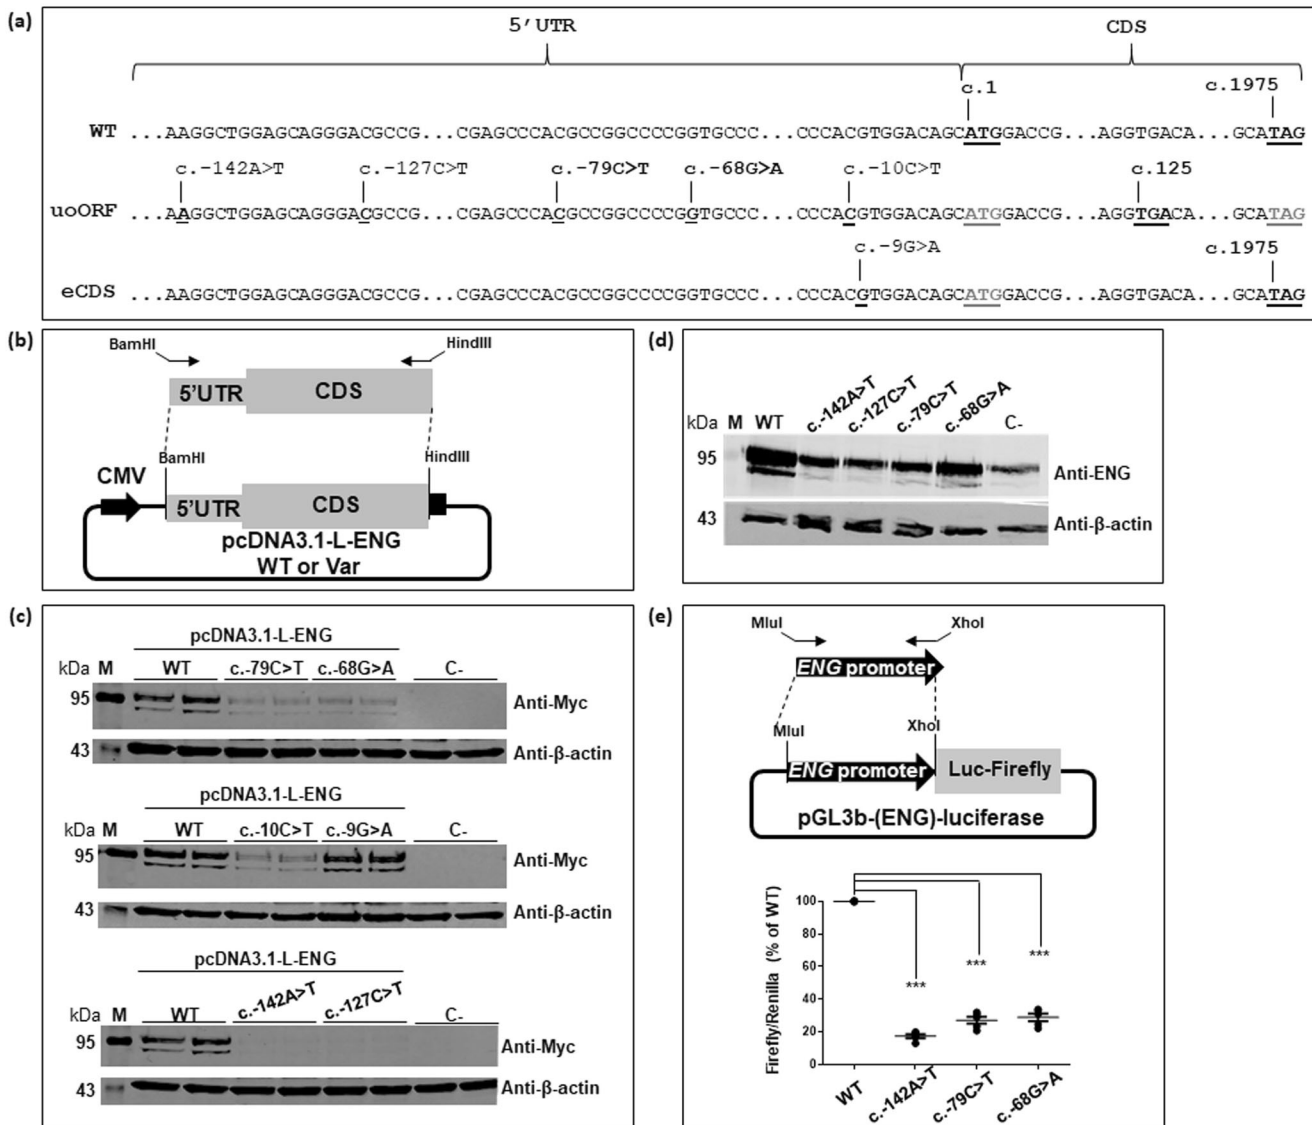 (a)
5'UTR CDS
c.1 c.1975
WT ...AAGGCTGGAGCAGGGACGCCG...CGAGCCCACGCCGGCCCCGGTGCCC...CCCACGTGGACAGCATGGACCG...AGGTGACA...GCATAG
c.-142A>T c.-127C>T c.-79C>T c.-68G>A c.-10C>T c.125
uoORF ...AAGGCTGGAGCAGGGACGCCG...CGAGCCCACGCCGGCCCCGGTGCCC...CCCACGTGGACAGCATGGACCG...AGGTGACA...GCATAG
c.-9G>A c.1975
eCDS ...AAGGCTGGAGCAGGGACGCCG...CGAGCCCACGCCGGCCCCGGTGCCC...CCCACGTGGACAGCATGGACCG...AGGTGACA...GCATAG
(b)
BamHI HindIII
5'UTR CDS
BamHI HindIII
CMV
5'UTR CDS
pcDNA3.1-L-ENG
WT or Var
(c)
pcDNA3.1-L-ENG
kDa M WT c.-79C>T c.-68G>A C-
95 Anti-Myc
43 Anti-β-actin
pcDNA3.1-L-ENG
kDa M WT c.-10C>T c.-9G>A C-
95 Anti-Myc
43 Anti-β-actin
pcDNA3.1-L-ENG
kDa M WT c.-142A>T c.-127C>T C-
95 Anti-Myc
43 Anti-β-actin
(d)
kDa M WT c.-142A>T c.-127C>T c.-79C>T c.-68G>A C-
95 Anti-ENG
43 Anti-β-actin
(e)
MluI XhoI
ENG promoter
MluI XhoI
ENG promoter Luc-Firefly
pGL3b-(ENG)-luciferase
Firefly/Renilla (% of WT)
100
80
60
40
20
0
***
***
***
WT c.-142A>T c.-79C>T c.-68G>A